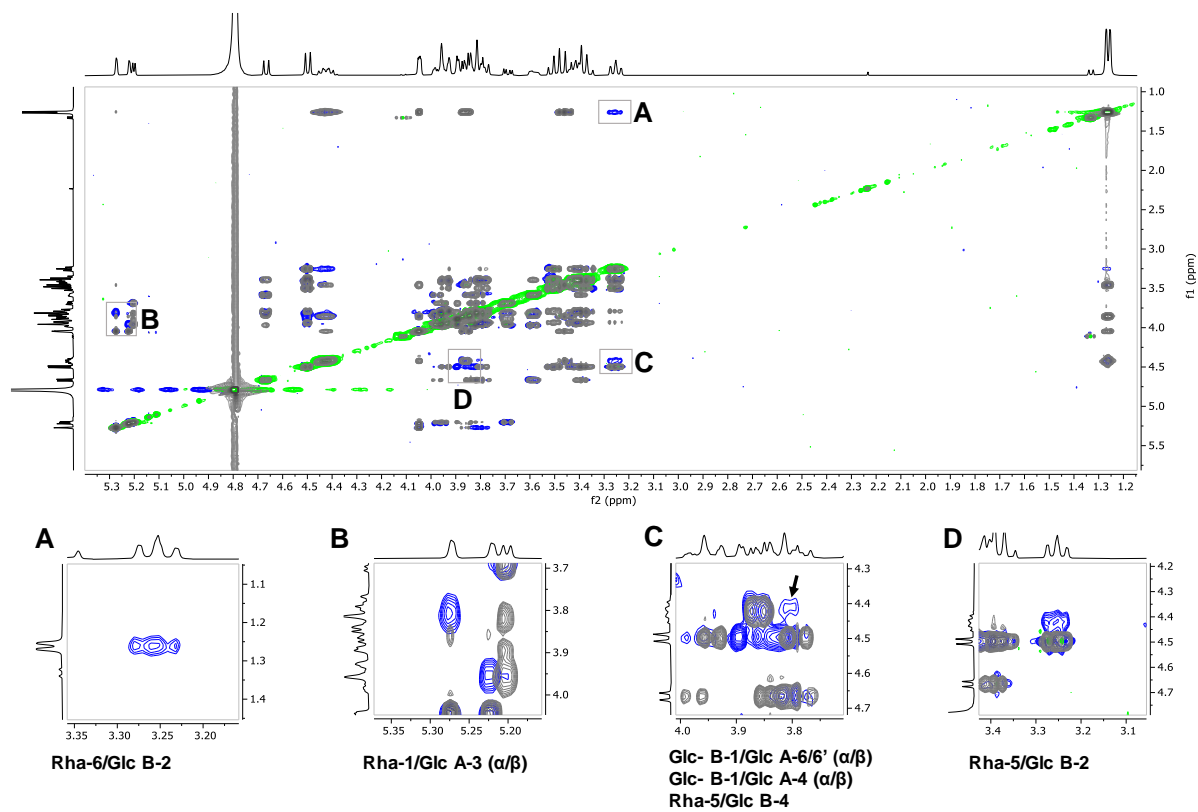 A
B
C
D
1.0
1.5
2.0
2.5
3.0
3.5
4.0
4.5
5.0
5.5
f1 (ppm)
5.3 5.2 5.1 5.0 4.9 4.8 4.7 4.6 4.5 4.4 4.3 4.2 4.1 4.0 3.9 3.8 3.7 3.6 3.5 3.4 3.3 3.2 3.1 3.0 2.9 2.8 2.7 2.6 2.5 2.4 2.3 2.2 2.1 2.0 1.9 1.8 1.7 1.6 1.5 1.4 1.3 1.2
f2 (ppm)
A
1.1
1.2
1.3
1.4
3.30 3.25 3.20
Rha-6/Glc B-2
B
3.7
3.8
3.9
4.0
5.35 5.30 5.25 5.20
Rha-1/Glc A-3 (α/β)
C
4.3
4.4
4.5
4.6
4.7
4.0 3.9 3.8
Glc- B-1/Glc A-6/6' (α/β)
Glc- B-1/Glc A-4 (α/β)
Rha-5/Glc B-4
D
4.2
4.3
4.4
4.5
4.6
4.7
3.4 3.3 3.2 3.1
Rha-5/Glc B-2